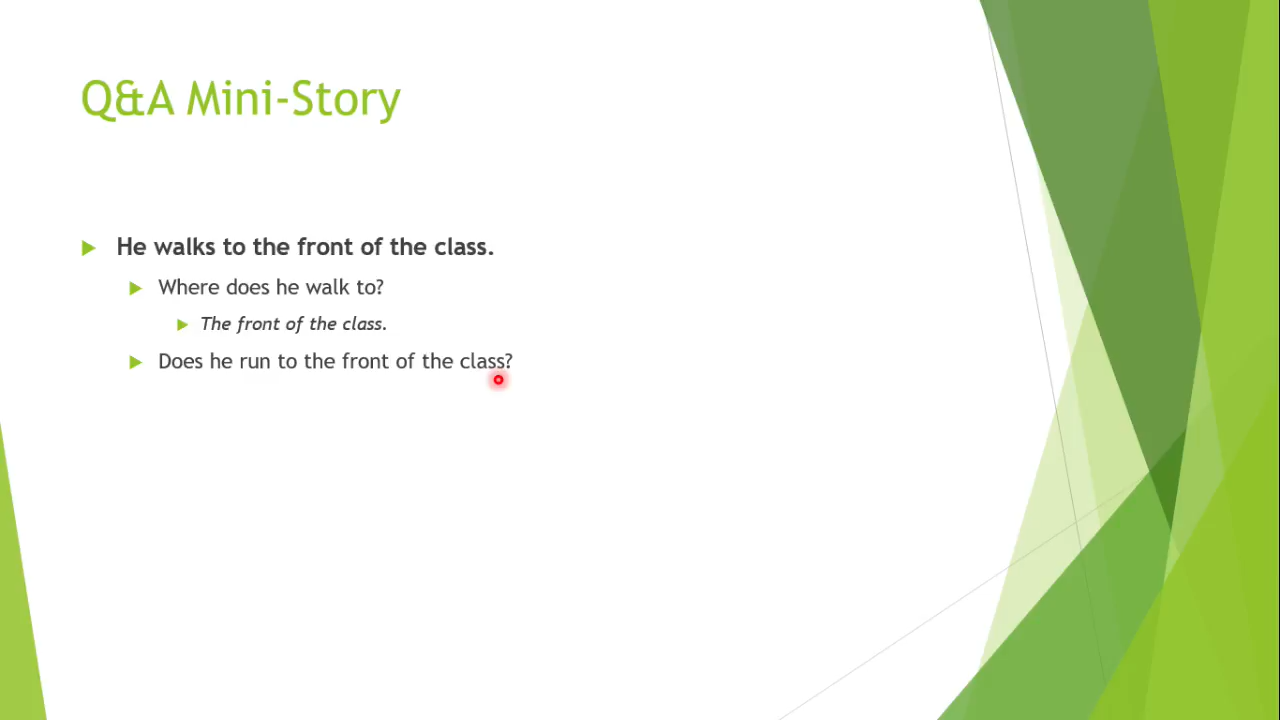 Q&A Mini-Story
He walks to the front of the class.
Where does he walk to?
The front of the class.
Does he run to the front of the class?